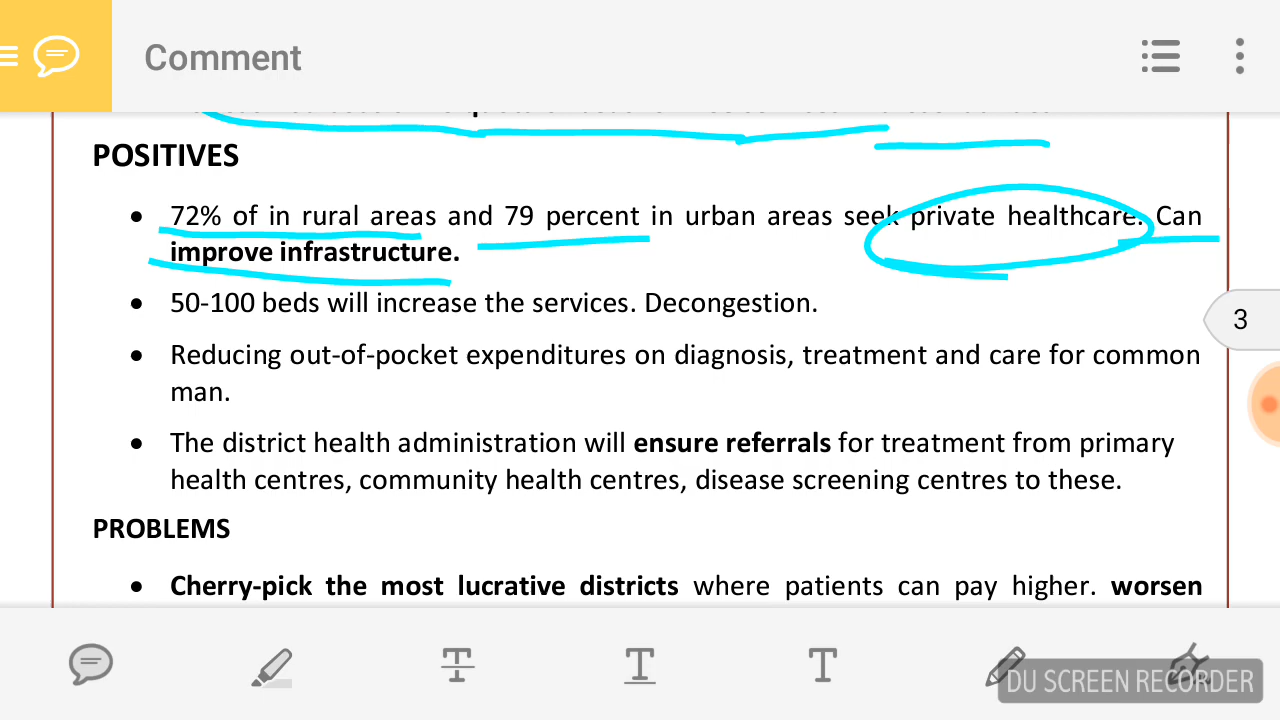 Comment
POSITIVES
• 72% of in rural areas and 79 percent in urban areas seek private healthcare. Can
improve infrastructure.
• 50-100 beds will increase the services. Decongestion.
• Reducing out-of-pocket expenditures on diagnosis, treatment and care for common
man.
3
• The district health administration will ensure referrals for treatment from primary
health centres, community health centres, disease screening centres to these.
PROBLEMS
• Cherry-pick the most lucrative districts where patients can pay higher. worsen
T T T
DU SCREEN RECORDER